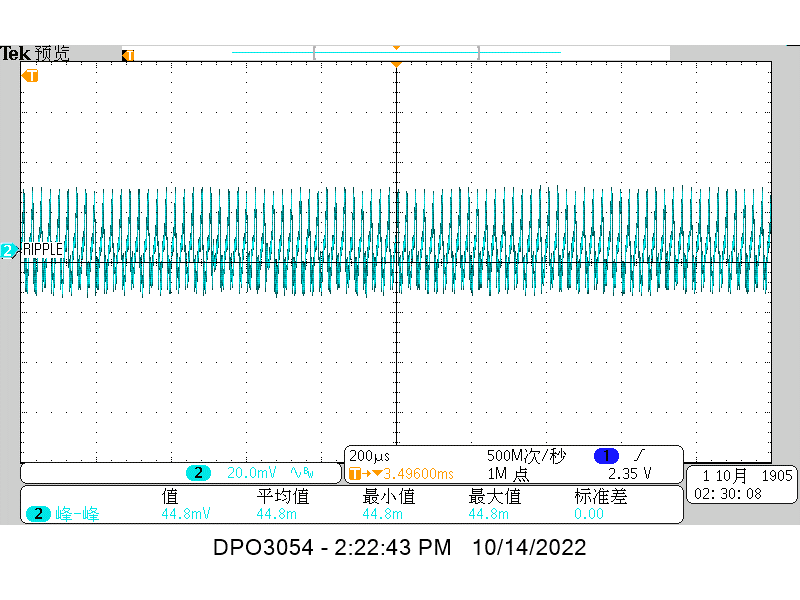 Tek 预览
T
T
2 RIPPLE
2 20.0mV
200µs 500M次/秒 1
T→▼3.49600ms 1M 点 2.35 V
值 平均值 最小值 最大值 标准差
2 峰-峰 44.8mV 44.8m 44.8m 44.8m 0.00
1 10月 1905
02:30:08
DPO3054 - 2:22:43 PM 10/14/2022